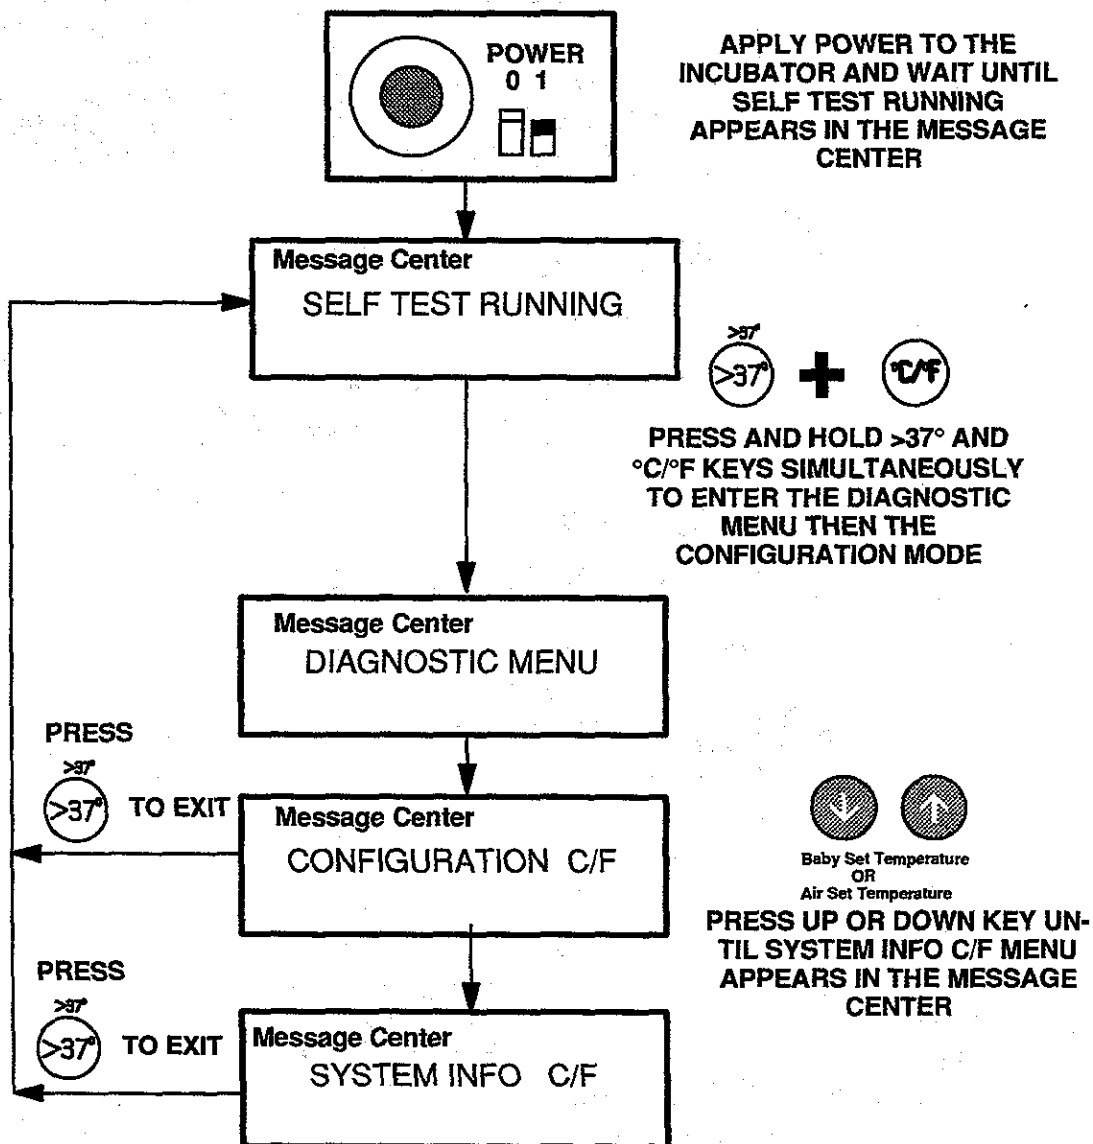 POWER
0 1
APPLY POWER TO THE
INCUBATOR AND WAIT UNTIL
SELF TEST RUNNING
APPEARS IN THE MESSAGE
CENTER
Message Center
SELF TEST RUNNING
>37°
>37°
°C/°F
PRESS AND HOLD >37° AND
°C/°F KEYS SIMULTANEOUSLY
TO ENTER THE DIAGNOSTIC
MENU THEN THE
CONFIGURATION MODE
Message Center
DIAGNOSTIC MENU
PRESS
>37°
>37° TO EXIT
Message Center
CONFIGURATION C/F
Baby Set Temperature
OR
Air Set Temperature
PRESS UP OR DOWN KEY UN-
TIL SYSTEM INFO C/F MENU
APPEARS IN THE MESSAGE
CENTER
PRESS
>37°
>37° TO EXIT
Message Center
SYSTEM INFO C/F